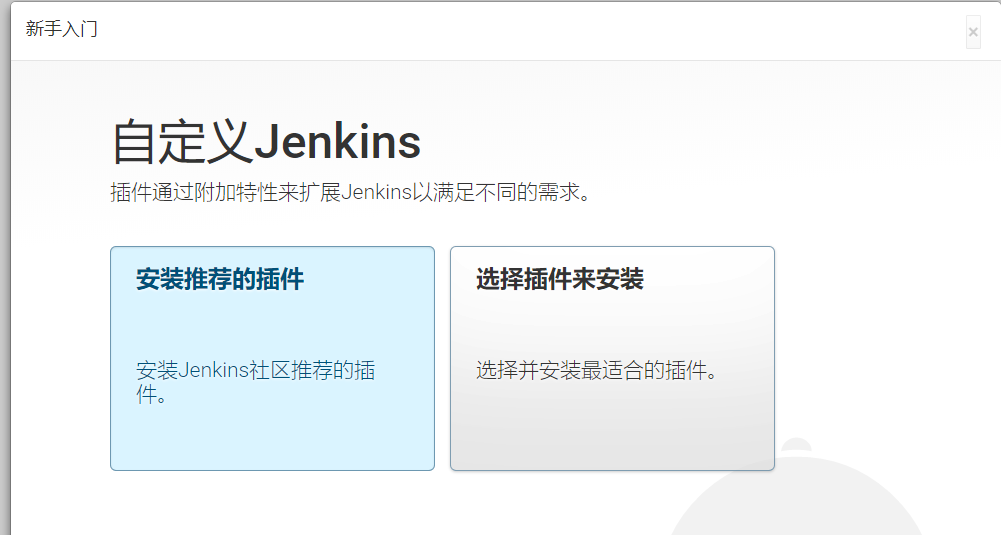 新手入门
×
自定义Jenkins
插件通过附加特性来扩展Jenkins以满足不同的需求。
安装推荐的插件
安装Jenkins社区推荐的插
件。
选择插件来安装
选择并安装最适合的插件。